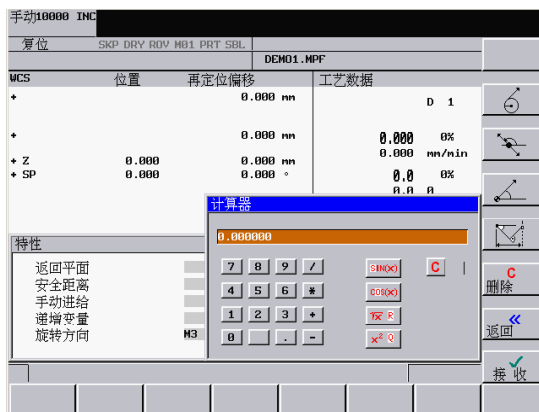 手动10000 INC
复位 SKP DRY ROV M01 PRT SBL
DEMO1.MPF
WCS 位置 再定位偏移 工艺数据
+ 0.000 mm D 1
+ 0.000 mm 0.000 0%
0.000 mm/min
+ Z 0.000 0.000 mm
+ SP 0.000 0.000 ° 0.0 0%
0.0 0
计算器
0.000000
特性
返回平面
安全距离
手动进给
递增变量
旋转方向 M3
7 8 9 / SIN(X) C
4 5 6 * COS(X)
1 2 3 + √x R
0 . - x² Q
C
删除
返回
接收